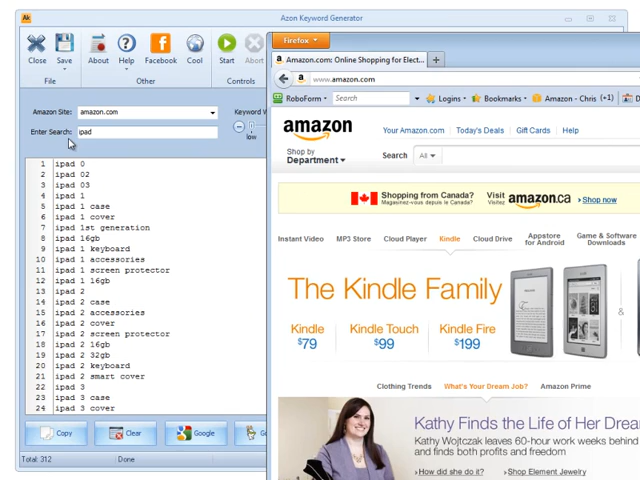 Ak
Azon Keyword Generator
Close
Save
About
Help
Facebook
Cool
Start
Abort
File
Other
Controls
Amazon Site:
amazon.com
Keyword
Enter Search:
ipad
low
1 ipad 0
2 ipad 02
3 ipad 03
4 ipad 1
5 ipad 1 case
6 ipad 1 cover
7 ipad 1st generation
8 ipad 16gb
9 ipad 1 keyboard
10 ipad 1 accessories
11 ipad 1 screen protector
12 ipad 1 16gb
13 ipad 2
14 ipad 2 case
15 ipad 2 accessories
16 ipad 2 cover
17 ipad 2 screen protector
18 ipad 2 16gb
19 ipad 2 32gb
20 ipad 2 keyboard
21 ipad 2 smart cover
22 ipad 3
23 ipad 3 case
24 ipad 3 cover
Copy
Clear
Google
Total: 312
Done
Firefox
Amazon.com: Online Shopping for Elect...
www.amazon.com
RoboForm
Search
Logins
Bookmarks
Amazon - Chris (+1)
amazon
Your Amazon.com
Today's Deals
Gift Cards
Help
Shop by
Department
Search
All
Shopping from Canada?
Magasinez-vous depuis le Canada?
Visit
Visitez
amazon.ca
Shop now
Instant Video
MP3 Store
Cloud Player
Kindle
Cloud Drive
Appstore
for Android
Game & Software
Downloads
The Kindle Family
Kindle
$79
Kindle Touch
$99
Kindle Fire
$199
Clothing Trends
What's Your Dream Job?
Amazon Prime
Kathy Finds the Life of Her Drea
Kathy Wojtczak leaves 60-hour work weeks behind
and finds both profits and freedom
How did she do it?
Shop Element Jewelry